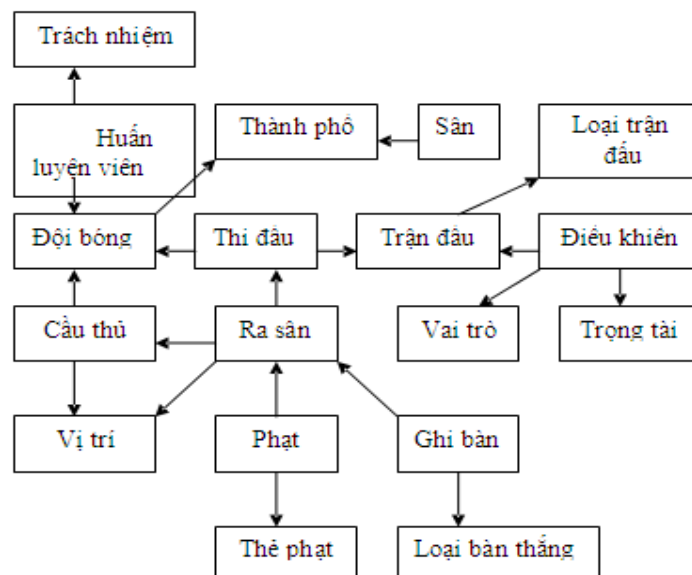 Trách nhiệm
Huấn
luyện viên
Thành phố
Sân
Loại trận
đấu
Đội bóng
Thi đấu
Trận đấu
Điều khiển
Cầu thủ
Ra sân
Vai trò
Trọng tài
Vị trí
Phạt
Ghi bàn
Thẻ phạt
Loại bàn thắng